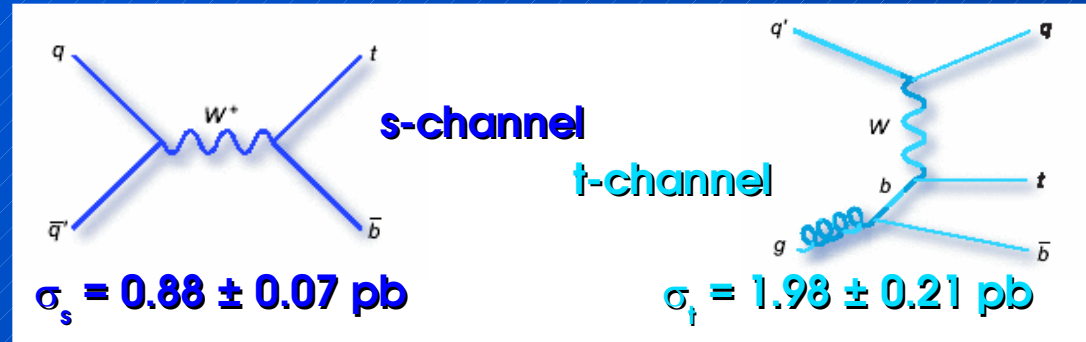 q
t
W⁺
q̅'
b̅
s-channel
σₛ = 0.88 ± 0.07 pb
q'
q
W
t-channel
b
t
g
b̅
σₜ = 1.98 ± 0.21 pb